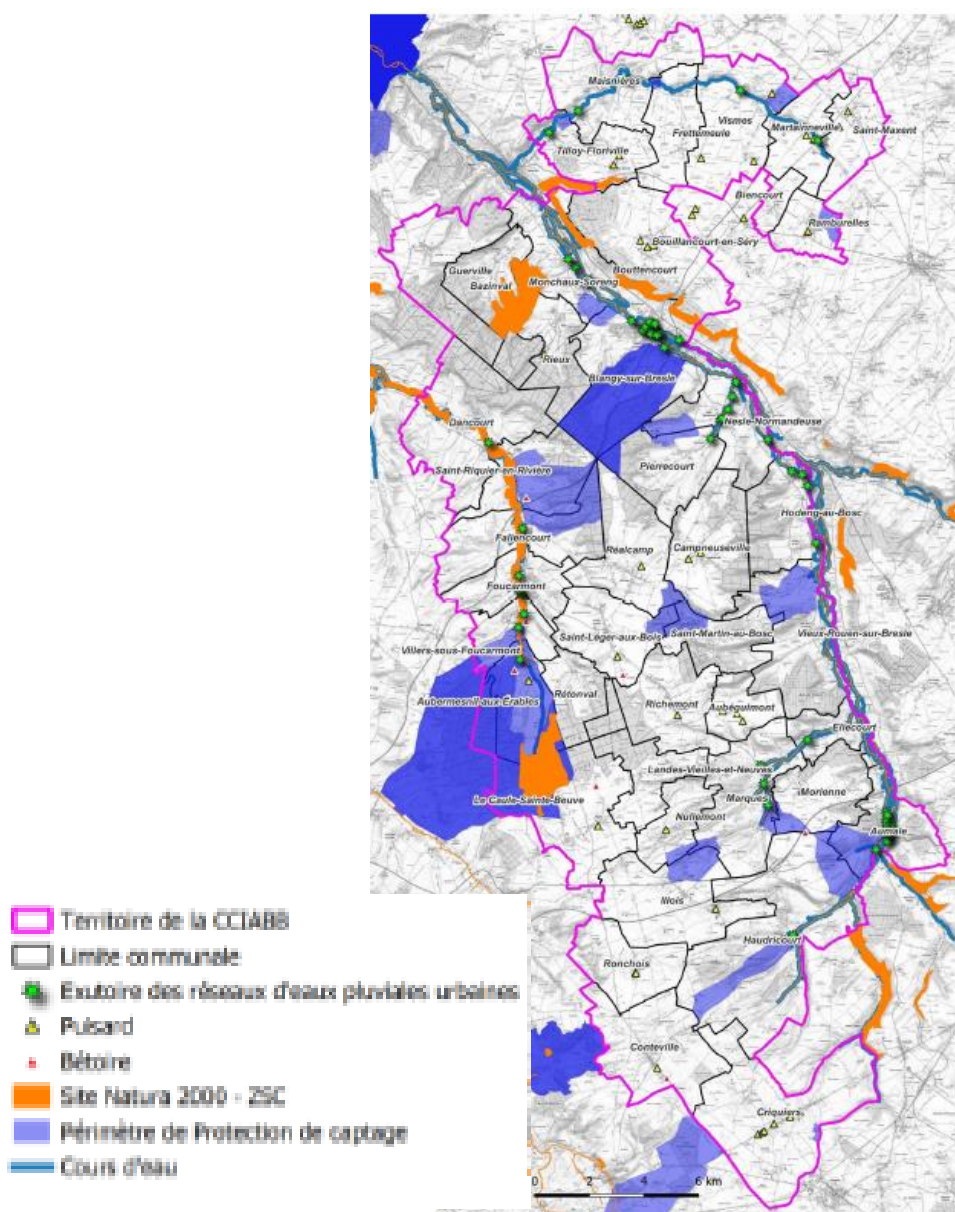 Maisnières
Vismes
Frettemeule
Martainneville
Saint-Maxent
Tilloy-Floriville
Biencourt
Ramburelles
Bouillancourt-en-Séry
Bouttencourt
Guerville
Bazinval
Monchaux-Soreng
Rieux
Blangy-sur-Bresle
Dancourt
Nesle-Normandeuse
Saint-Riquier-en-Rivière
Pierrecourt
Hodeng-au-Bosc
Fallencourt
Réalcamp
Campneuseville
Foucarmont
Saint-Léger-aux-Bois
Saint-Martin-au-Bosc
Vieux-Rouen-sur-Bresle
Villers-sous-Foucarmont
Aubermesnil-aux-Érables
Rétonval
Richemont
Aubéguimont
Ellecourt
Landes-Vieilles-et-Neuves
Le Caule-Sainte-Beuve
Marques
Morienne
Nullemont
Aumale
Illois
Haudricourt
Ronchois
Conteville
Criquiers
Territoire de la CCIABB
Limite communale
Exutoire des réseaux d'eaux pluviales urbaines
Puisard
Bétoire
Site Natura 2000 - ZSC
Périmètre de Protection de captage
Cours d'eau
0 2 4 6 km